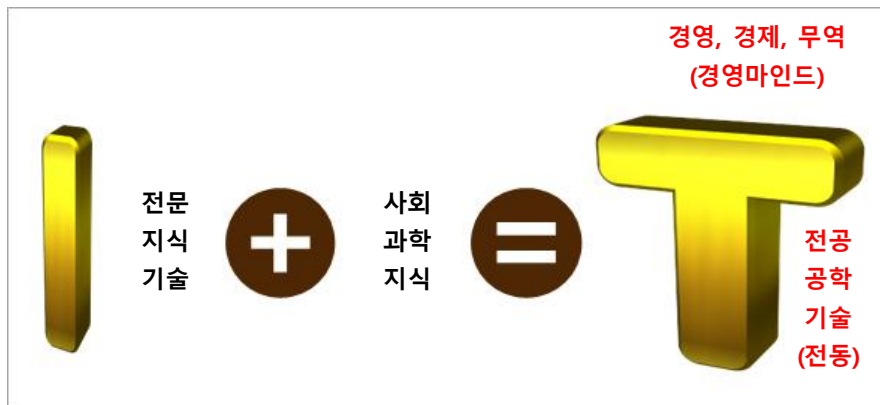 경영, 경제, 무역
(경영마인드)
전문
지식
기술
사회
과학
지식
전공
공학
기술
(전동)